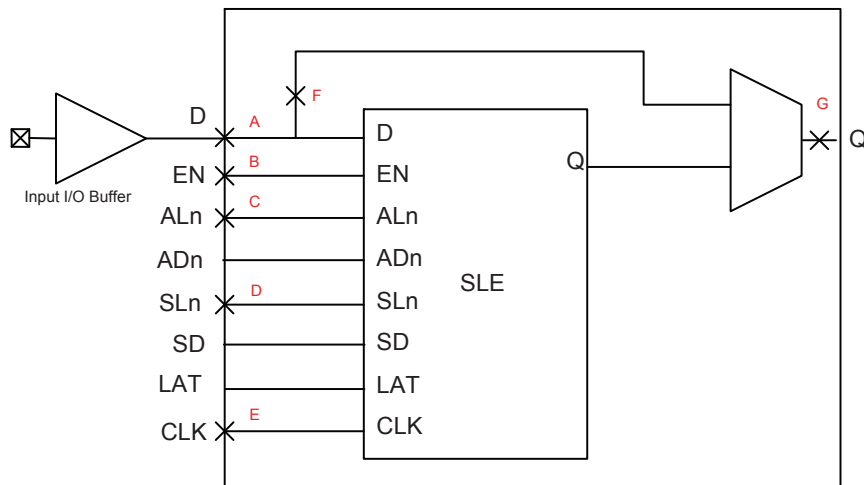 Input I/O Buffer
D
EN
ALn
ADn
SLn
SD
LAT
CLK
A
B
C
D
E
F
D
EN
ALn
ADn
SLn
SD
LAT
CLK
SLE
Q
G
Q